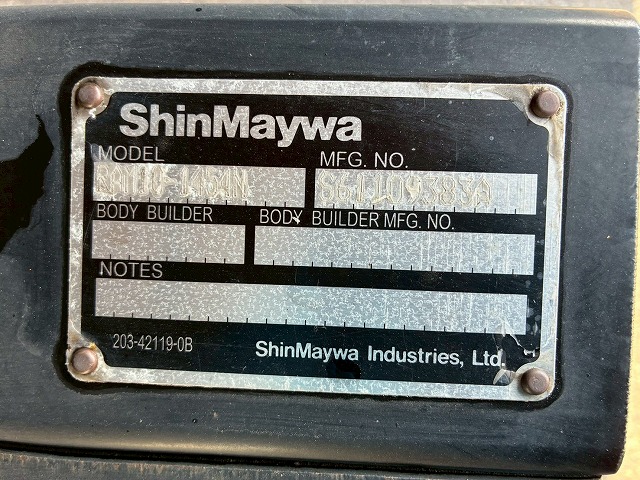 ShinMaywa
MODEL
MFG. NO.
BODY BUILDER
BODY BUILDER MFG. NO.
NOTES
203-42119-0B
ShinMaywa Industries, Ltd.